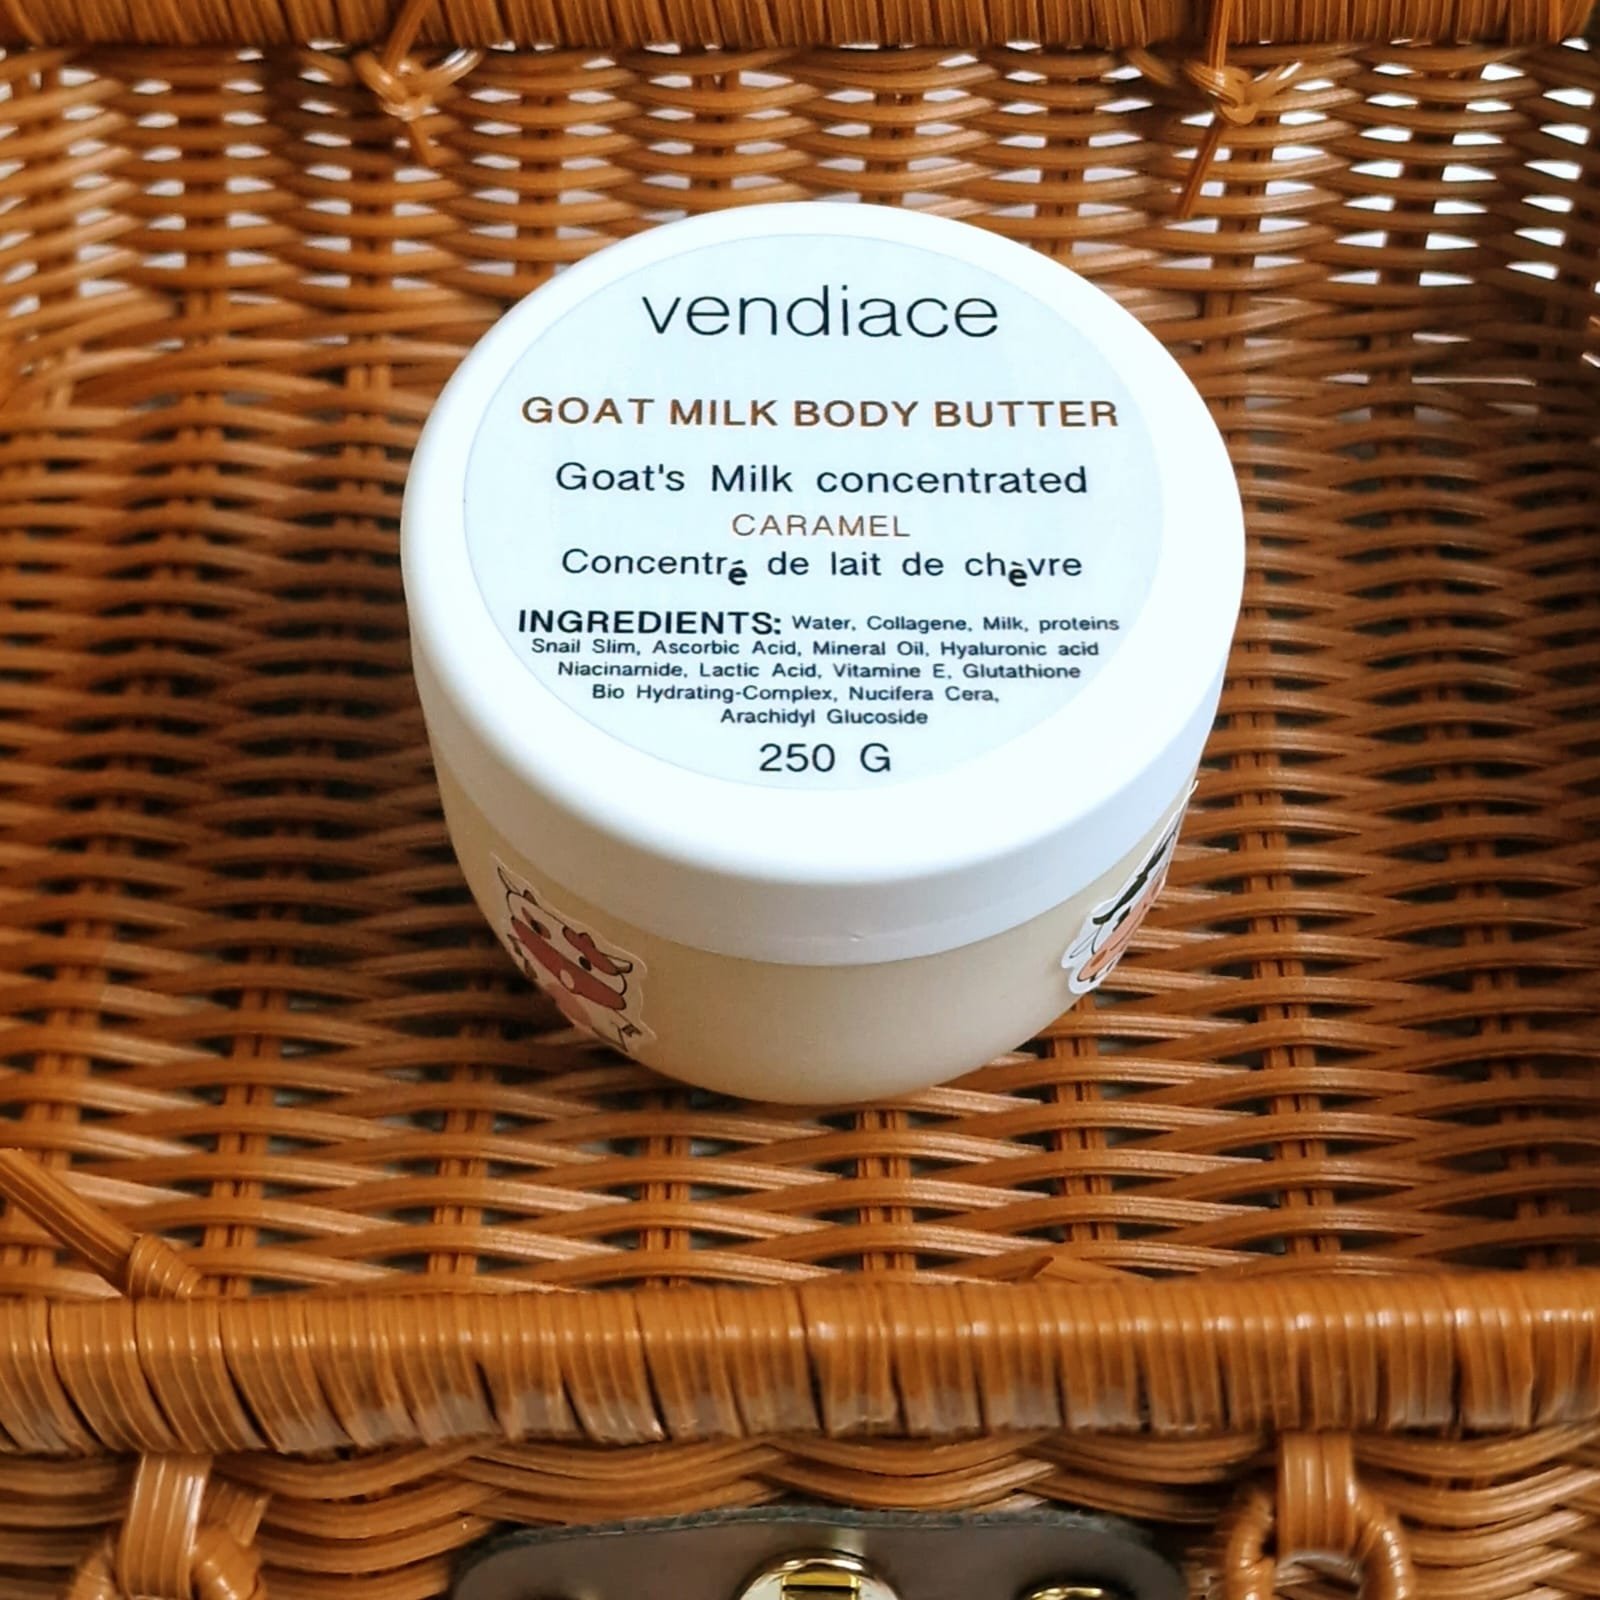 vendiace
GOAT MILK BODY BUTTER
Goat's Milk concentrated
CARAMEL
Concentré de lait de chèvre
INGREDIENTS: Water, Collagene, Milk, proteins
Snail Slim, Ascorbic Acid, Mineral Oil, Hyaluronic acid
Niacinamide, Lactic Acid, Vitamine E, Glutathione
Bio Hydrating-Complex, Nucifera Cera,
Arachidyl Glucoside
250 G